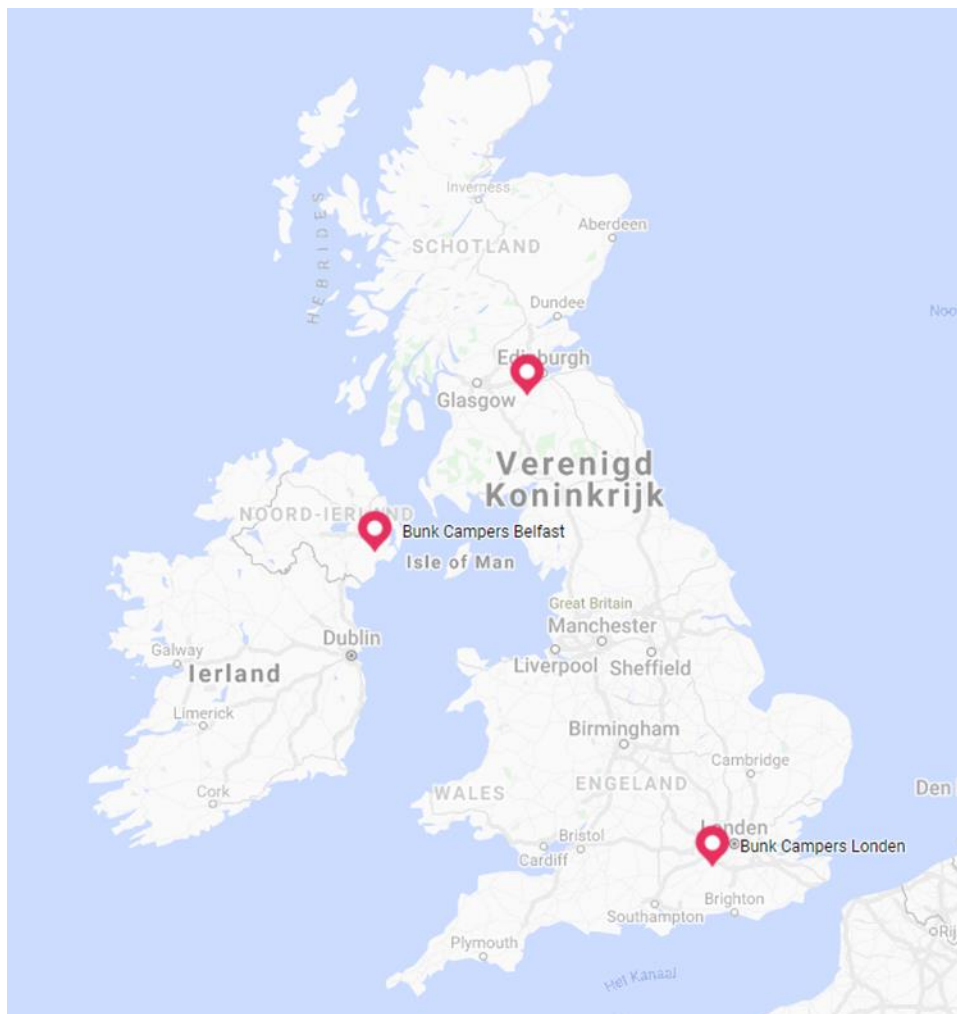 Inverness
Aberdeen
SCHOTLAND
HEBRIDES
Dundee
Noo
Edinburgh
Glasgow
Verenigd
Koninkrijk
NOORD-IERLAND
Bunk Campers Belfast
Isle of Man
Great Britain
Manchester
Dublin
Galway
Liverpool
Sheffield
Ierland
Limerick
Birmingham
Cambridge
ENGELAND
Den
Cork
WALES
Londen
Bristol
Bunk Campers Londen
Cardiff
Brighton
Southampton
Rij
Plymouth
Het Kanaal